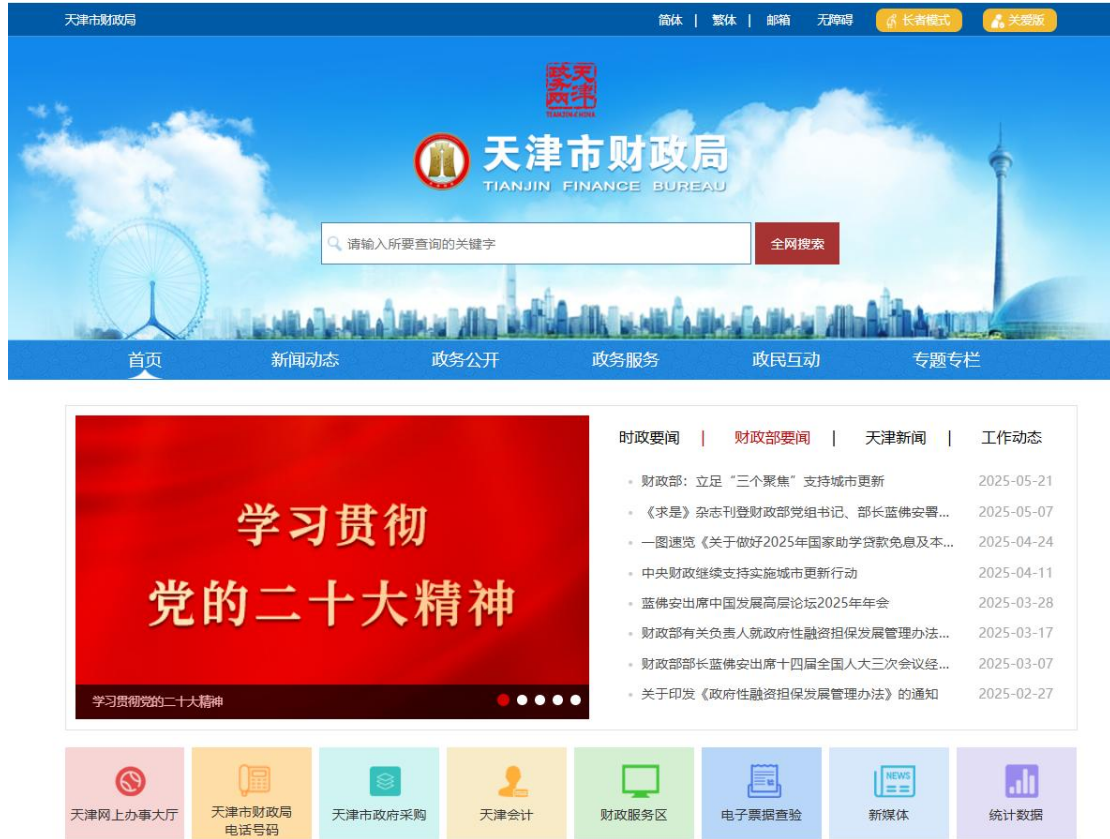 天津市财政局
简体 | 繁体 | 邮箱 无障碍 长者模式 关爱版
天津
政务网
TIANJIN·CHINA
天津市财政局
TIANJIN FINANCE BUREAU
请输入所要查询的关键字
全网搜索
首页 新闻动态 政务公开 政务服务 政民互动 专题专栏
学习贯彻
党的二十大精神
学习贯彻党的二十大精神
时政要闻 | 财政部要闻 | 天津新闻 | 工作动态
财政部：立足“三个聚焦”支持城市更新 2025-05-21
《求是》杂志刊登财政部党组书记、部长蓝佛安署... 2025-05-07
一图速览《关于做好2025年国家助学贷款免息及本... 2025-04-24
中央财政继续支持实施城市更新行动 2025-04-11
蓝佛安出席中国发展高层论坛2025年年会 2025-03-28
财政部有关负责人就政府性融资担保发展管理办法... 2025-03-17
财政部部长蓝佛安出席十四届全国人大三次会议经... 2025-03-07
关于印发《政府性融资担保发展管理办法》的通知 2025-02-27
天津网上办事大厅
天津市财政局
电话号码
天津市政府采购
天津会计
财政服务区
电子票据查验
NEWS
新媒体
统计数据